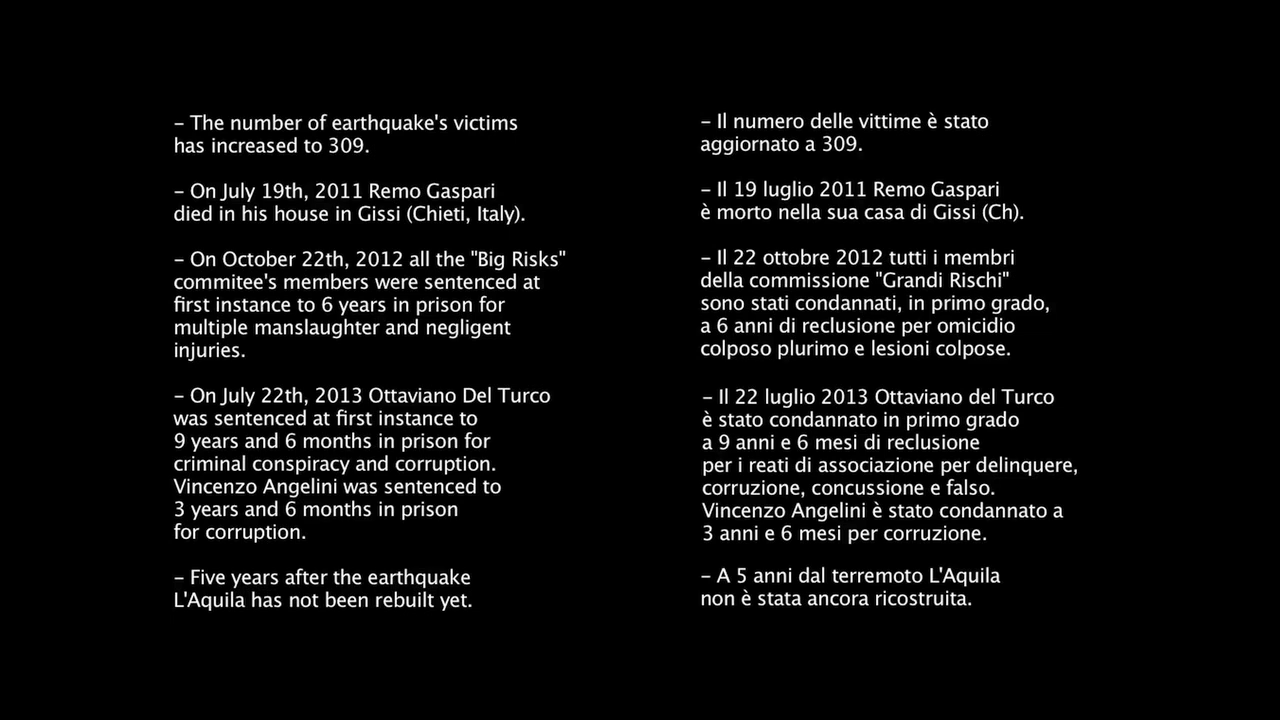 – The number of earthquake's victims
has increased to 309.
– On July 19th, 2011 Remo Gaspari
died in his house in Gissi (Chieti, Italy).
– On October 22th, 2012 all the "Big Risks"
commitee's members were sentenced at
first instance to 6 years in prison for
multiple manslaughter and negligent
injuries.
– On July 22th, 2013 Ottaviano Del Turco
was sentenced at first instance to
9 years and 6 months in prison for
criminal conspiracy and corruption.
Vincenzo Angelini was sentenced to
3 years and 6 months in prison
for corruption.
– Five years after the earthquake
L'Aquila has not been rebuilt yet.
– Il numero delle vittime è stato
aggiornato a 309.
– Il 19 luglio 2011 Remo Gaspari
è morto nella sua casa di Gissi (Ch).
– Il 22 ottobre 2012 tutti i membri
della commissione "Grandi Rischi"
sono stati condannati, in primo grado,
a 6 anni di reclusione per omicidio
colposo plurimo e lesioni colpose.
– Il 22 luglio 2013 Ottaviano del Turco
è stato condannato in primo grado
a 9 anni e 6 mesi di reclusione
per i reati di associazione per delinquere,
corruzione, concussione e falso.
Vincenzo Angelini è stato condannato a
3 anni e 6 mesi per corruzione.
– A 5 anni dal terremoto L'Aquila
non è stata ancora ricostruita.